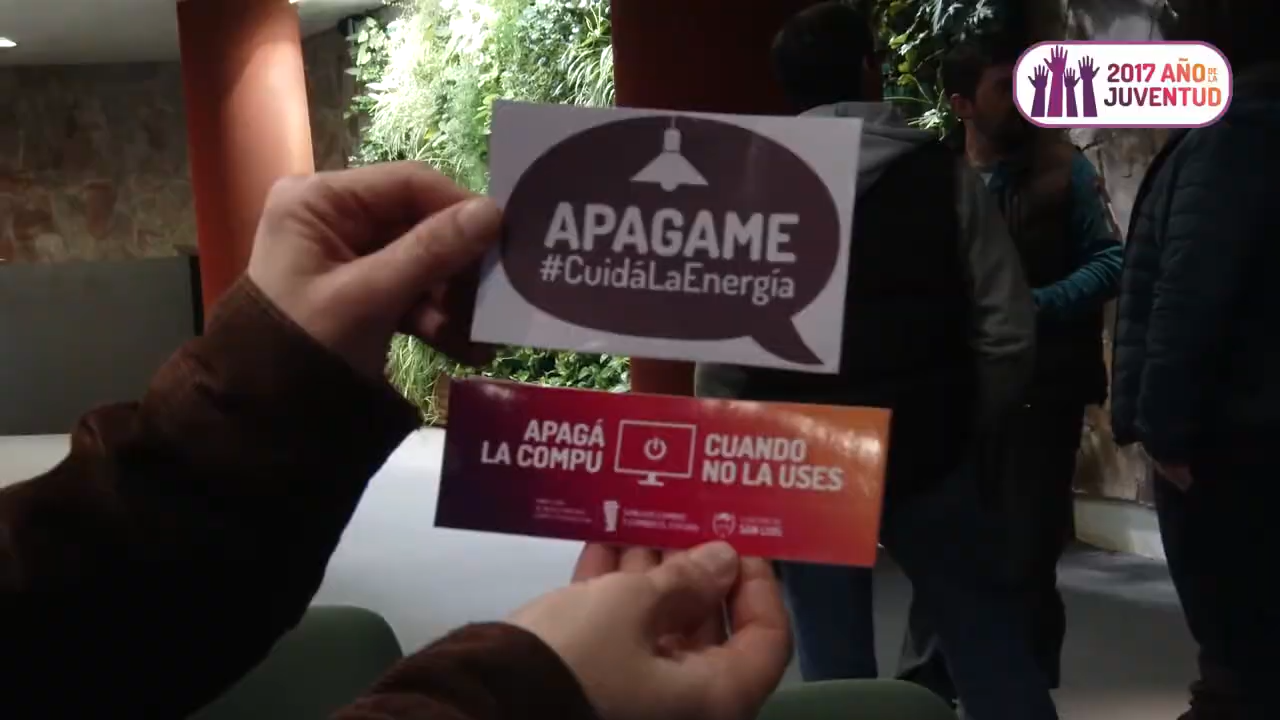 2017 AÑO DE LA
JUVENTUD
APAGAME
#CuidáLaEnergía
APAGÁ
LA COMPU
CUANDO
NO LA USES
SAN LUIS